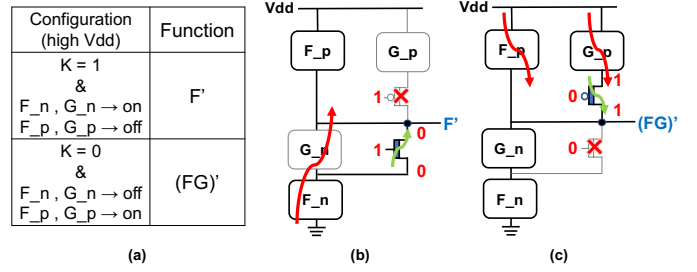 Configuration
(high Vdd)
Function
K = 1
&
F_n , G_n → on
F_p , G_p → off
F'
K = 0
&
F_n , G_n → off
F_p , G_p → on
(FG)'
(a)
Vdd
F_p
G_p
1
0
F'
G_n
1
0
F_n
(b)
Vdd
F_p
G_p
1
0
1
(FG)'
G_n
0
F_n
(c)